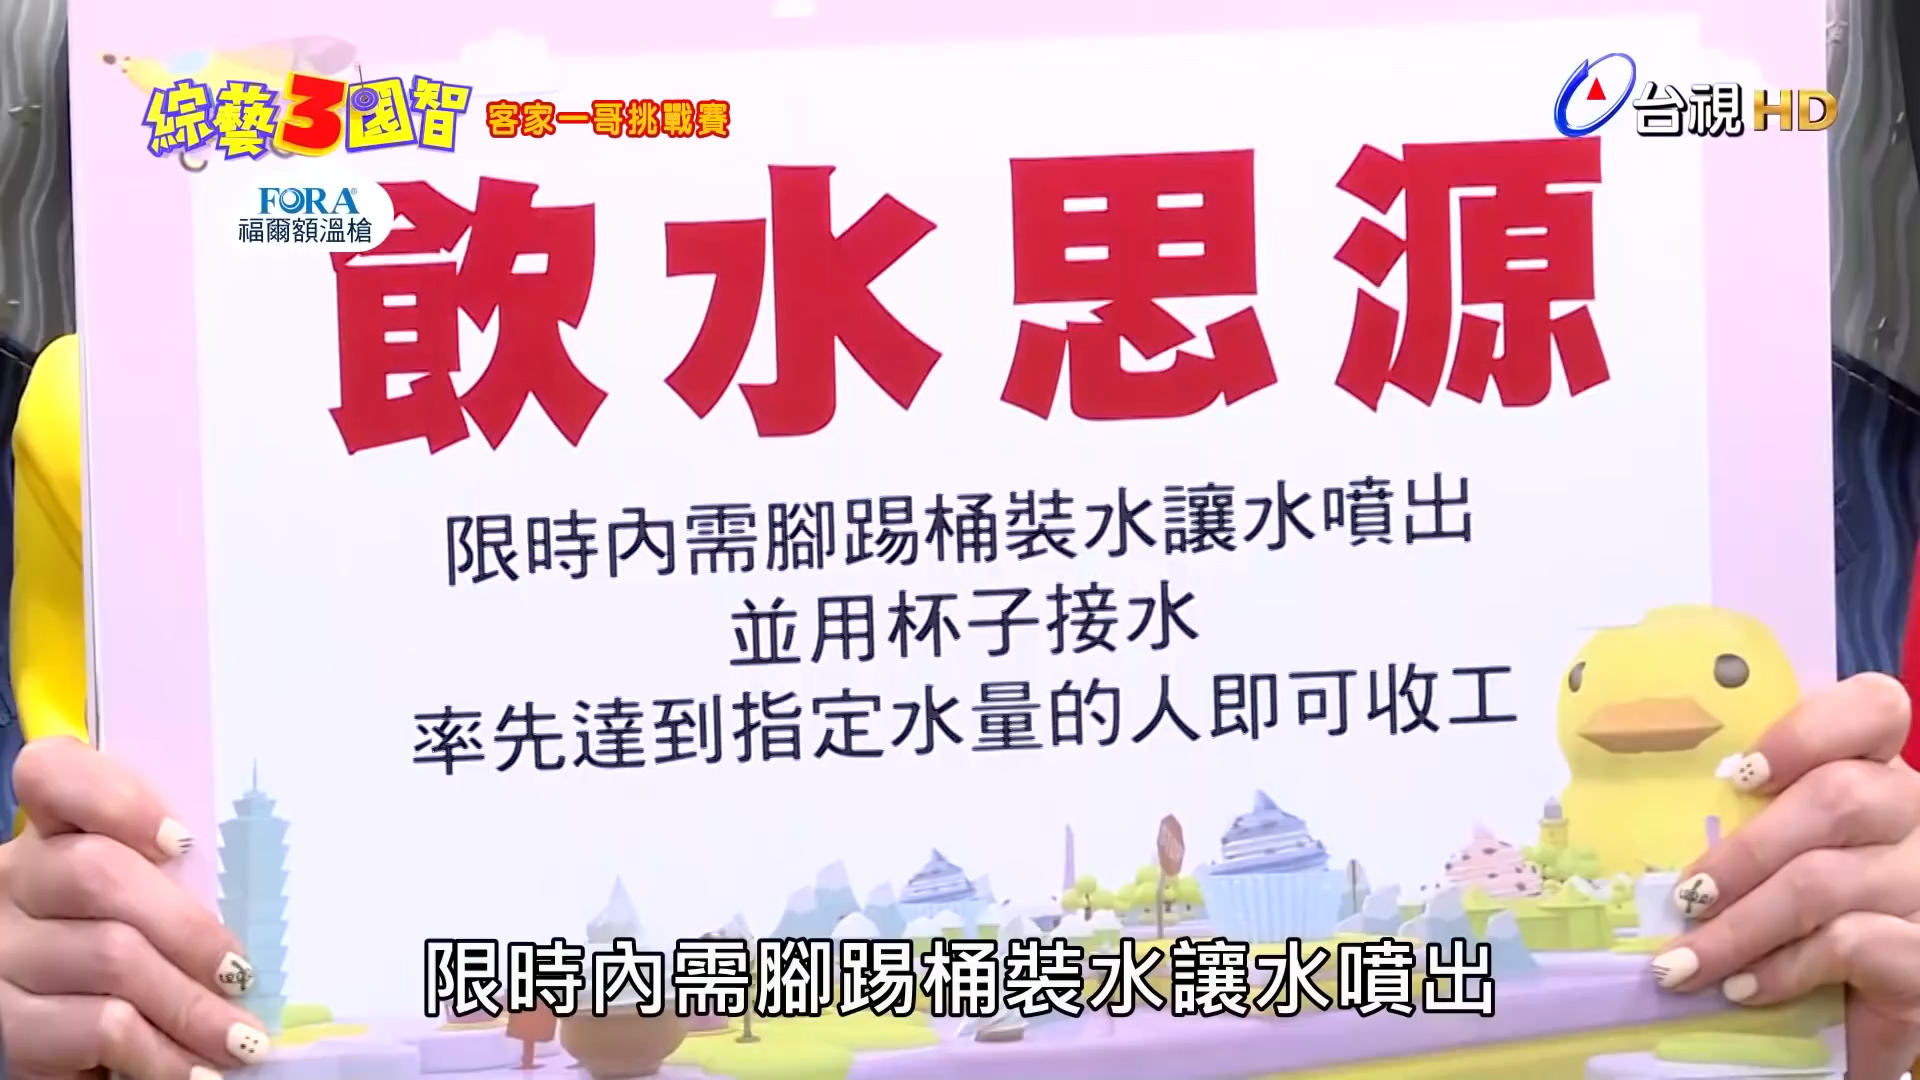 綜藝3國智 客家一哥挑戰賽
台視HD
FORA
福爾額溫槍
飲水思源
限時內需腳踢桶裝水讓水噴出
並用杯子接水
率先達到指定水量的人即可收工
限時內需腳踢桶裝水讓水噴出